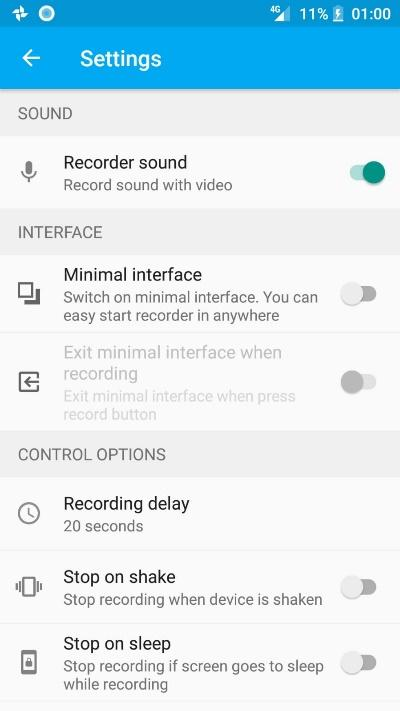 4G 11% 01:00
Settings
SOUND
Recorder sound
Record sound with video
INTERFACE
Minimal interface
Switch on minimal interface. You can
easy start recorder in anywhere
Exit minimal interface when
recording
Exit minimal interface when press
record button
CONTROL OPTIONS
Recording delay
20 seconds
Stop on shake
Stop recording when device is shaken
Stop on sleep
Stop recording if screen goes to sleep
while recording